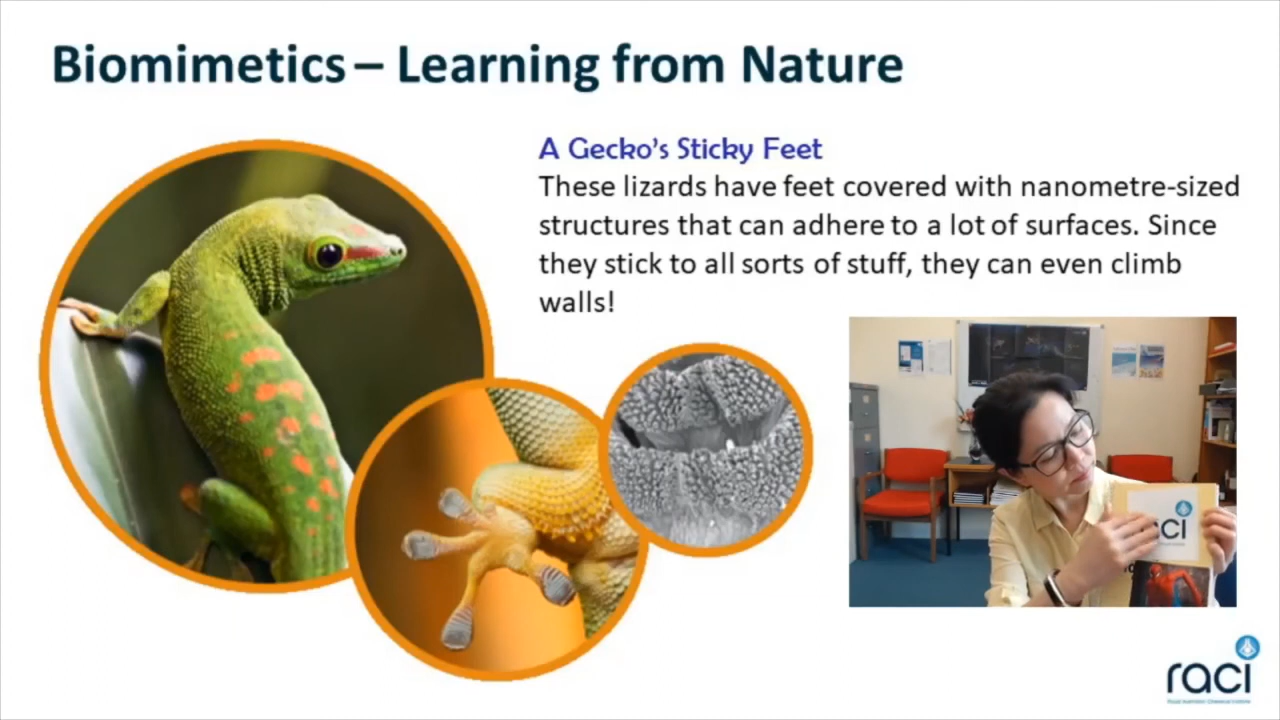 Biomimetics – Learning from Nature
A Gecko's Sticky Feet
These lizards have feet covered with nanometre-sized
structures that can adhere to a lot of surfaces. Since
they stick to all sorts of stuff, they can even climb
walls!
raci
raci